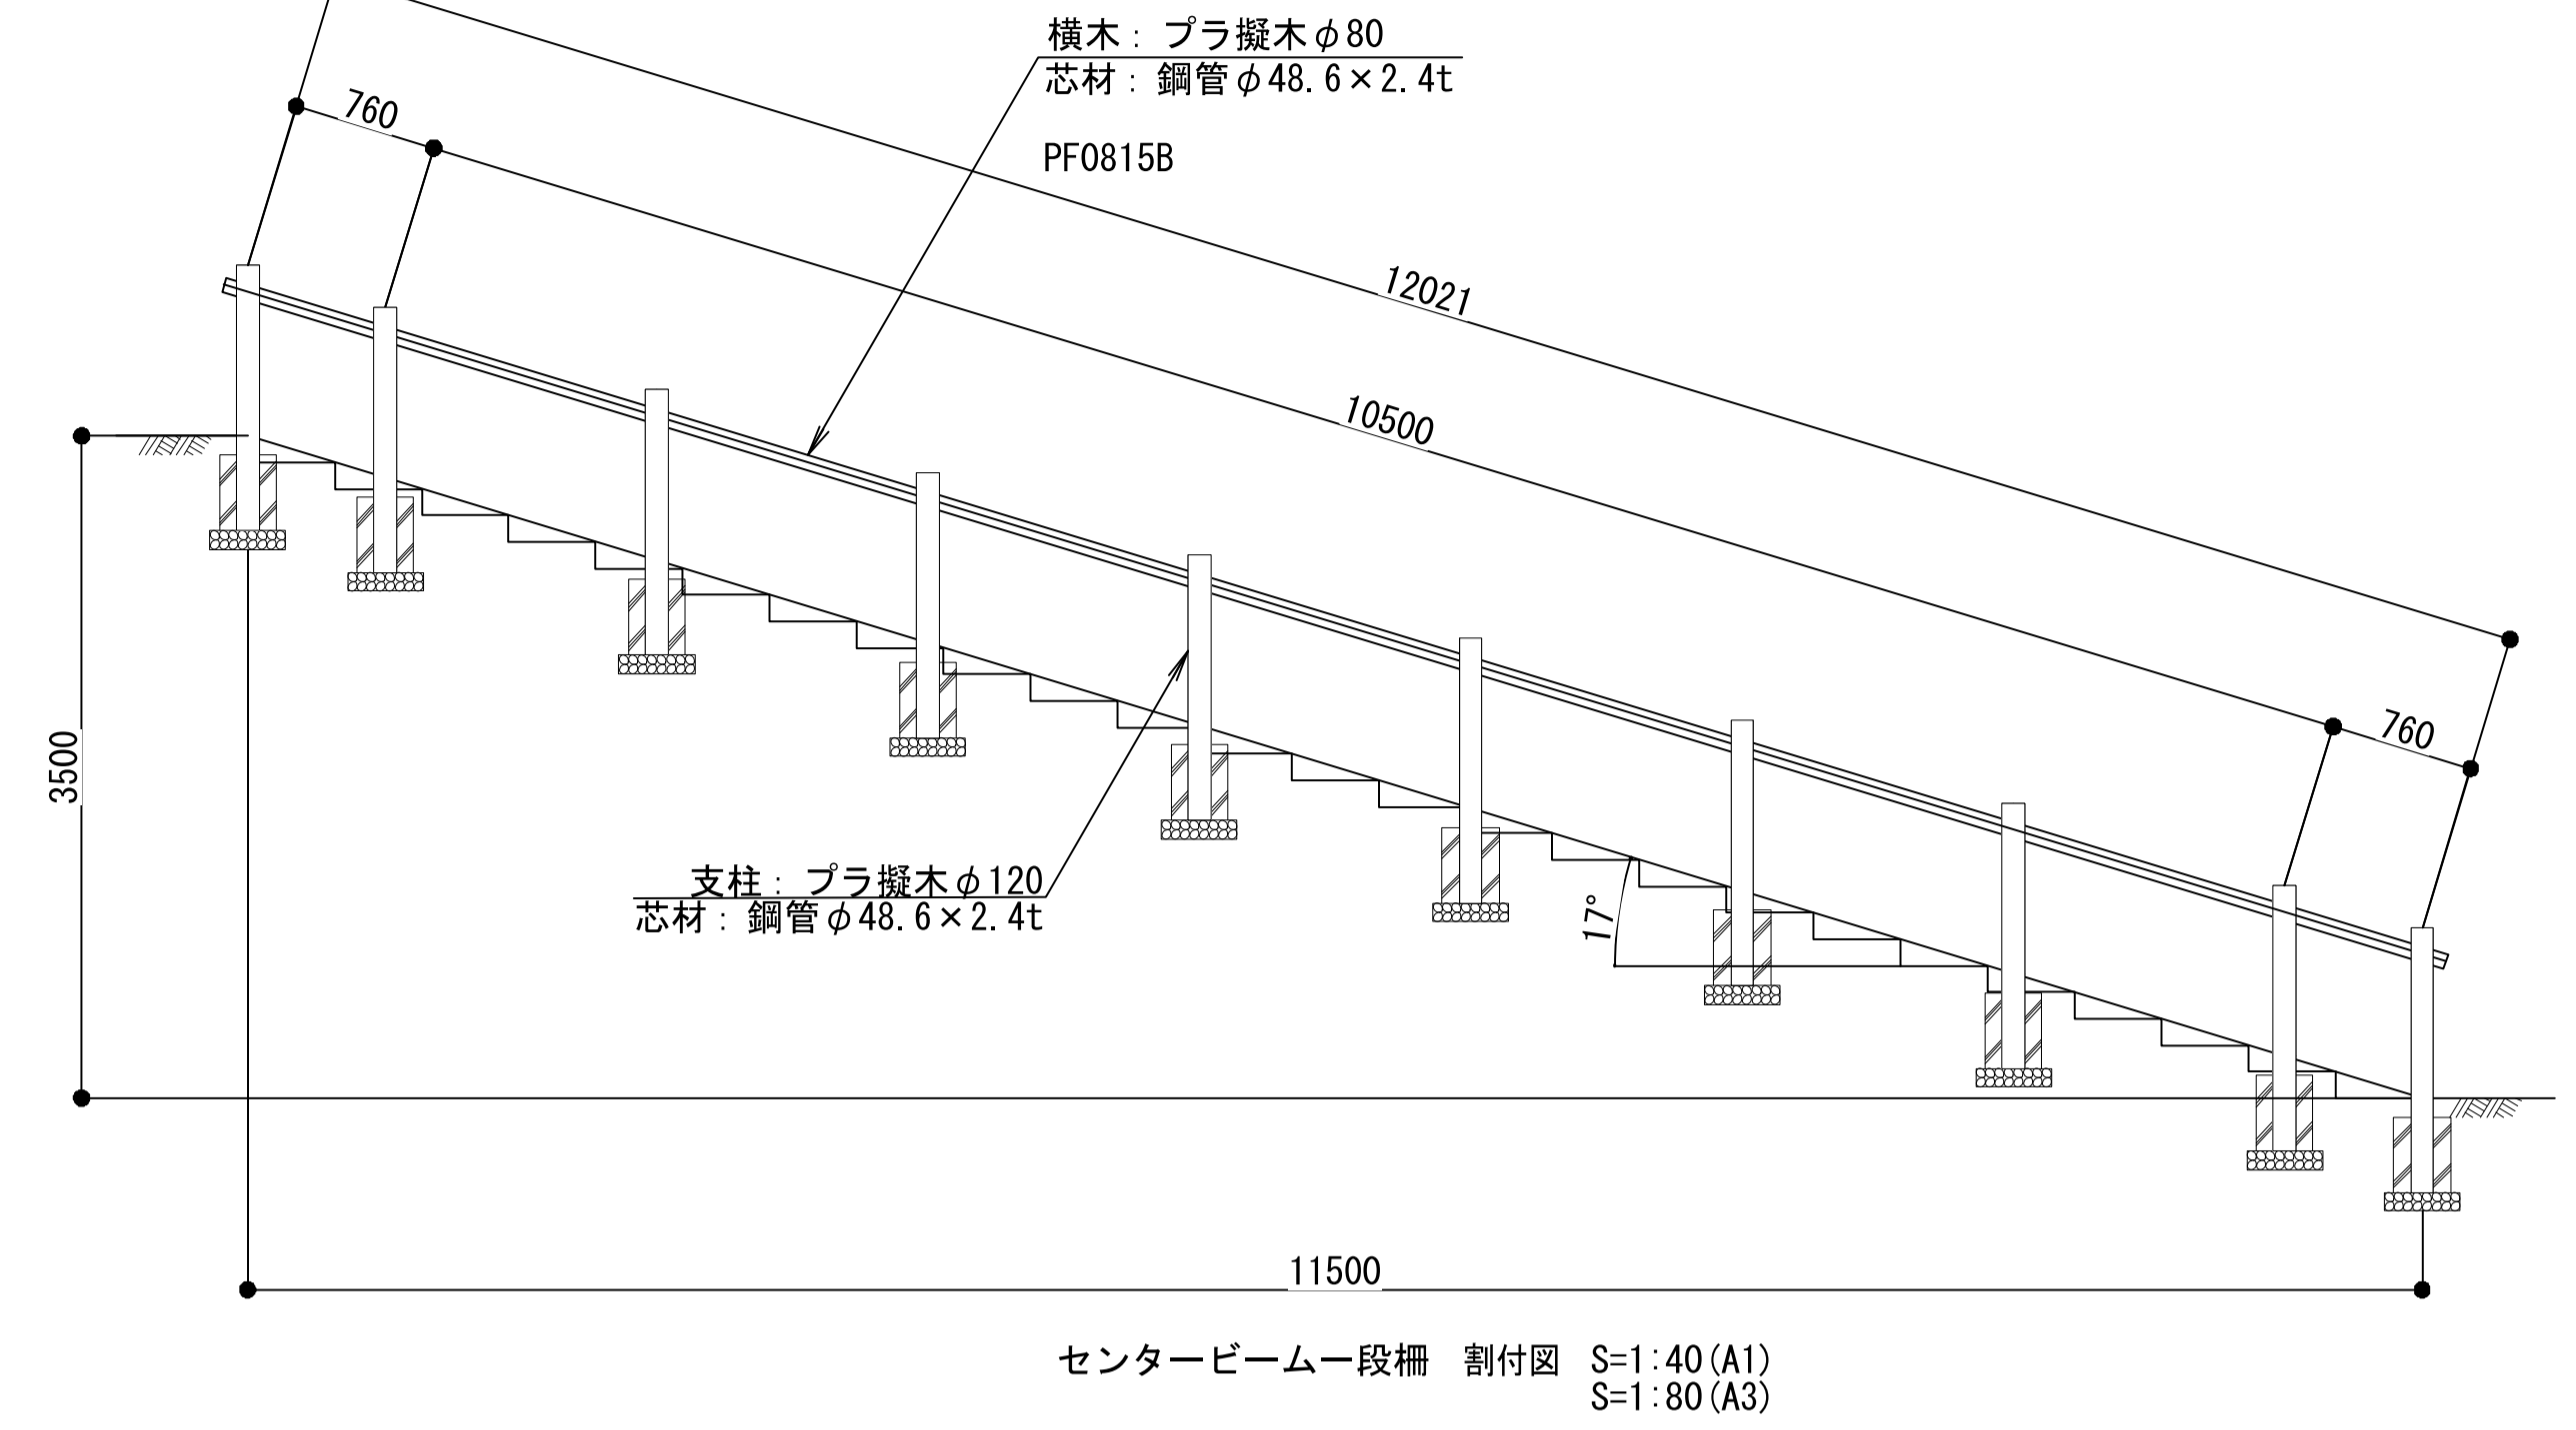 横木：プラ擬木φ80
芯材：鋼管φ48.6×2.4t
PF0815B
760
12021
10500
760
3500
支柱：プラ擬木φ120
芯材：鋼管φ48.6×2.4t
17°
11500
センタービーム一段柵　割付図　S=1:40(A1)
S=1:80(A3)